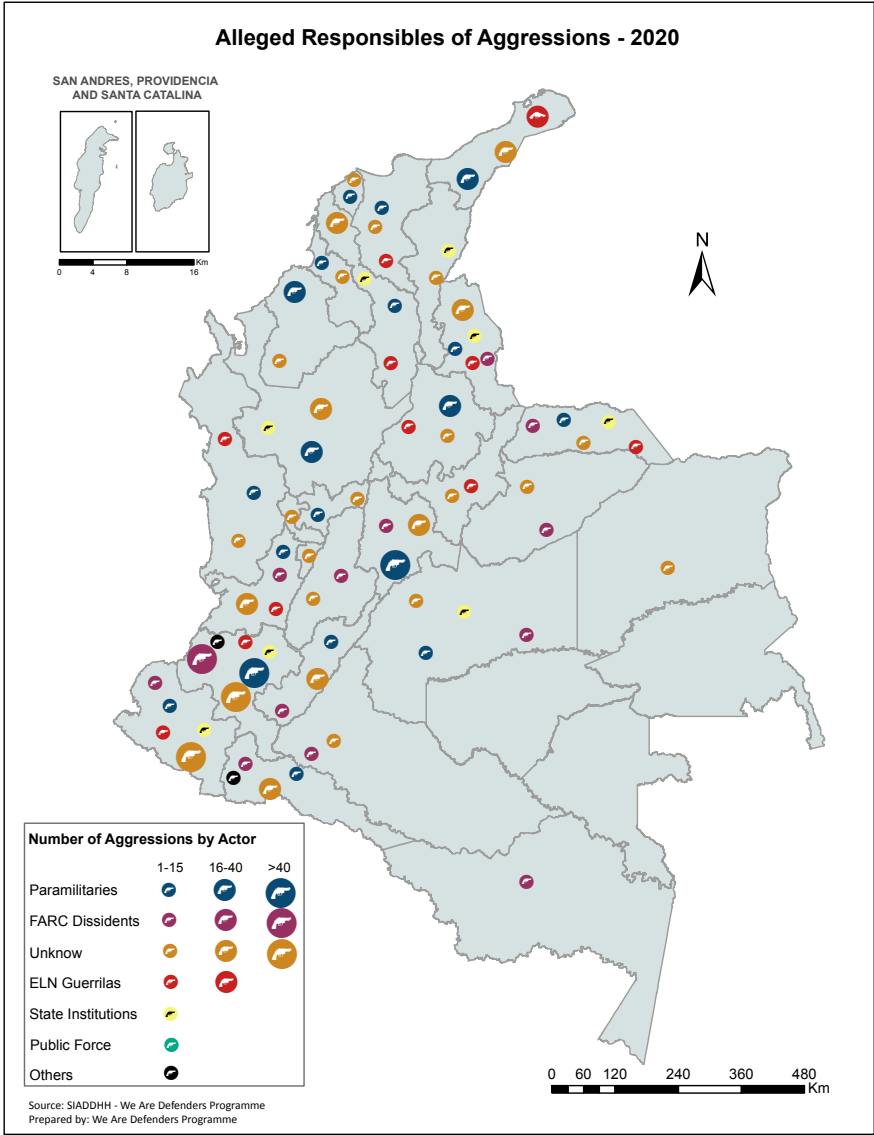 Alleged Responsibles of Aggressions - 2020
SAN ANDRES, PROVIDENCIA
AND SANTA CATALINA
0 4 8 16 Km
N
Number of Aggressions by Actor
1-15 16-40 >40
Paramilitaries
FARC Dissidents
Unknow
ELN Guerrilas
State Institutions
Public Force
Others
0 60 120 240 360 480 Km
Source: SIADDHH - We Are Defenders Programme
Prepared by: We Are Defenders Programme